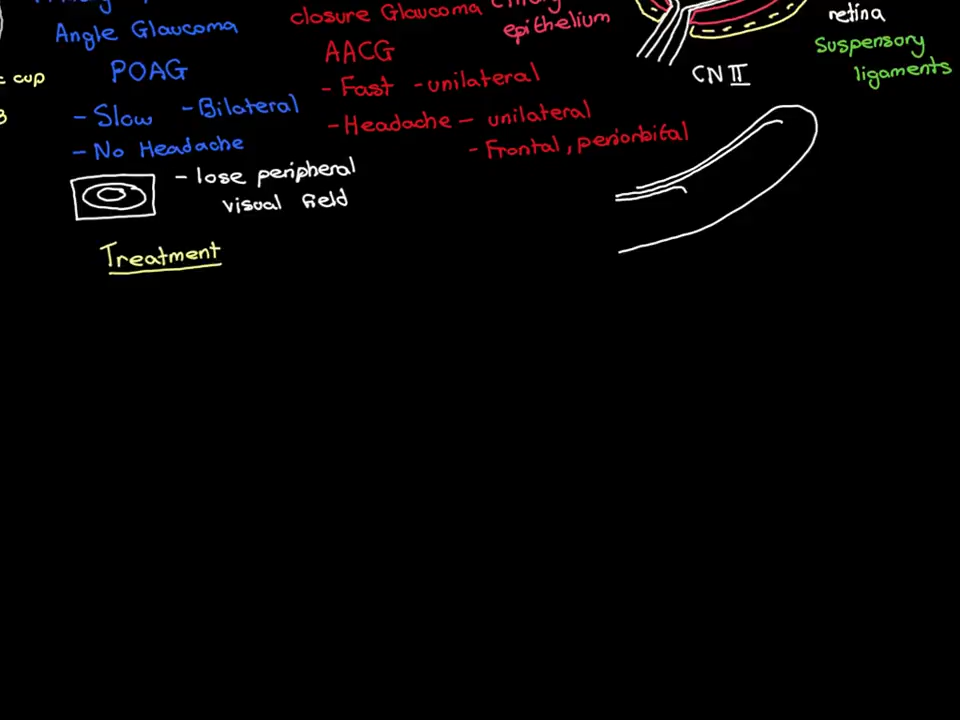 Angle Glaucoma
POAG
- Slow - Bilateral
- No Headache
- lose peripheral
visual field
Treatment
closure Glaucoma
AACG
- Fast - unilateral
- Headache - unilateral
- Frontal, periorbital
epithelium
CN II
retina
Suspensory
ligaments
cup